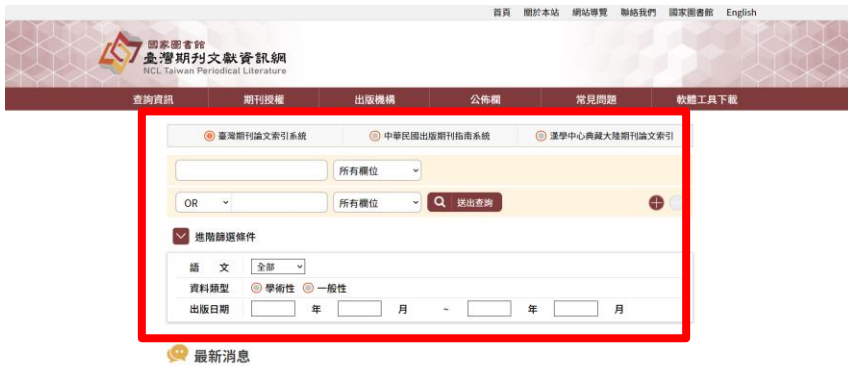 首頁 關於本站 網站導覽 聯絡我們 國家圖書館 English
國家圖書館
臺灣期刊文獻資訊網
NCL Taiwan Periodical Literature
查詢資訊 期刊授權 出版機構 公佈欄 常見問題 軟體工具下載
臺灣期刊論文索引系統 中華民國出版期刊指南系統 漢學中心典藏大陸期刊論文索引
所有欄位
OR 所有欄位 送出查詢
進階篩選條件
語 文 全部
資料類型 學術性 一般性
出版日期 年 月 ~ 年 月
最新消息